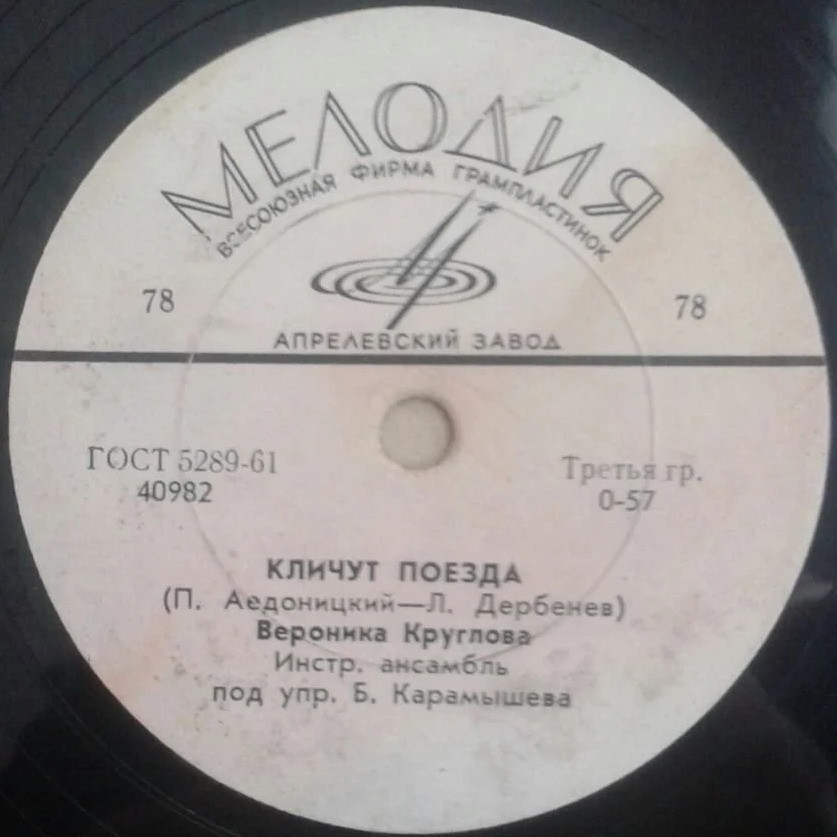 МЕЛОДИЯ
ВСЕСОЮЗНАЯ ФИРМА ГРАМПЛАСТИНОК
78 78
АПРЕЛЕВСКИЙ ЗАВОД
ГОСТ 5289-61 Третья гр.
40982 0-57
КЛИЧУТ ПОЕЗДА
(П. Аедоницкий—Л. Дербенев)
Вероника Круглова
Инстр. ансамбль
под упр. Б. Карамышева